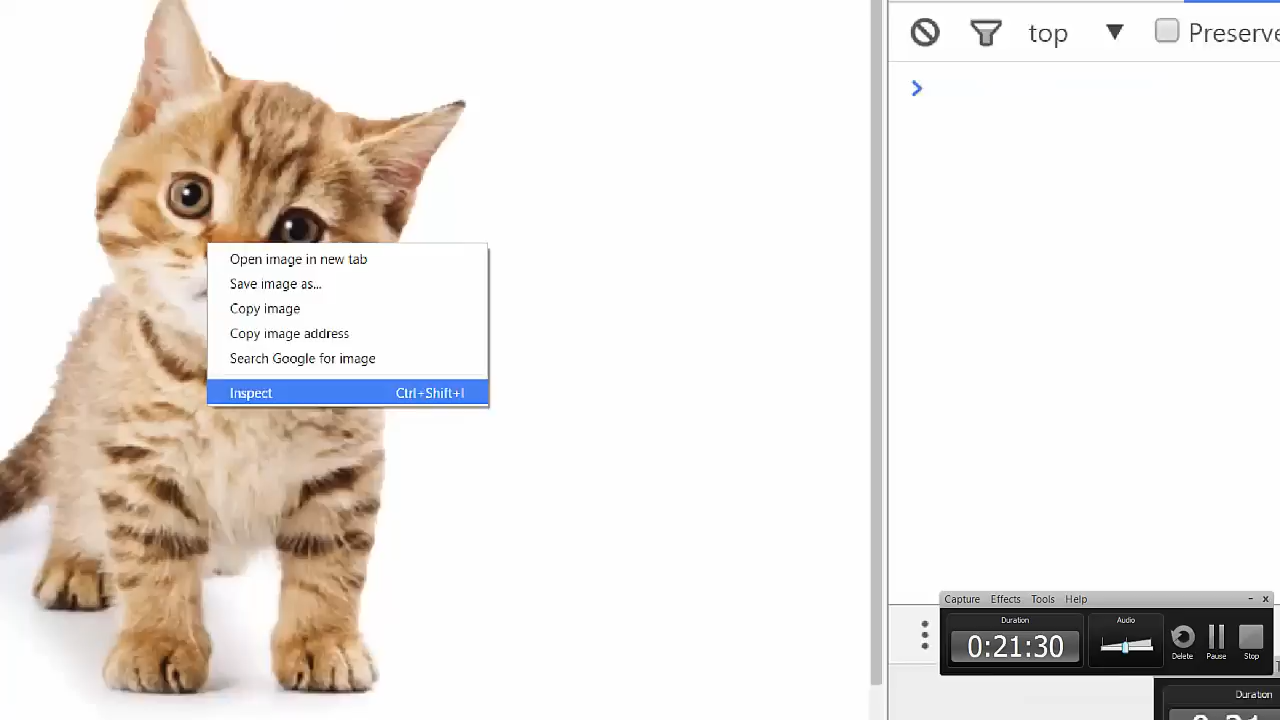 top
Preserve
Open image in new tab
Save image as...
Copy image
Copy image address
Search Google for image
Inspect Ctrl+Shift+I
Capture Effects Tools Help
Duration
Audio
0:21:30
Delete Pause Stop
Duration